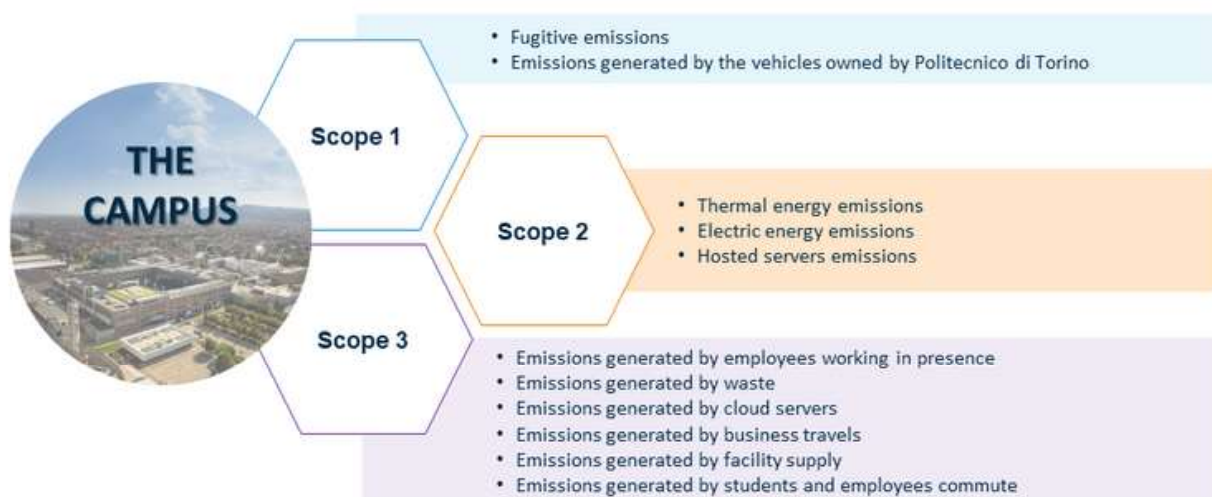 THE
CAMPUS
Scope 1
• Fugitive emissions
• Emissions generated by the vehicles owned by Politecnico di Torino
Scope 2
• Thermal energy emissions
• Electric energy emissions
• Hosted servers emissions
Scope 3
• Emissions generated by employees working in presence
• Emissions generated by waste
• Emissions generated by cloud servers
• Emissions generated by business travels
• Emissions generated by facility supply
• Emissions generated by students and employees commute